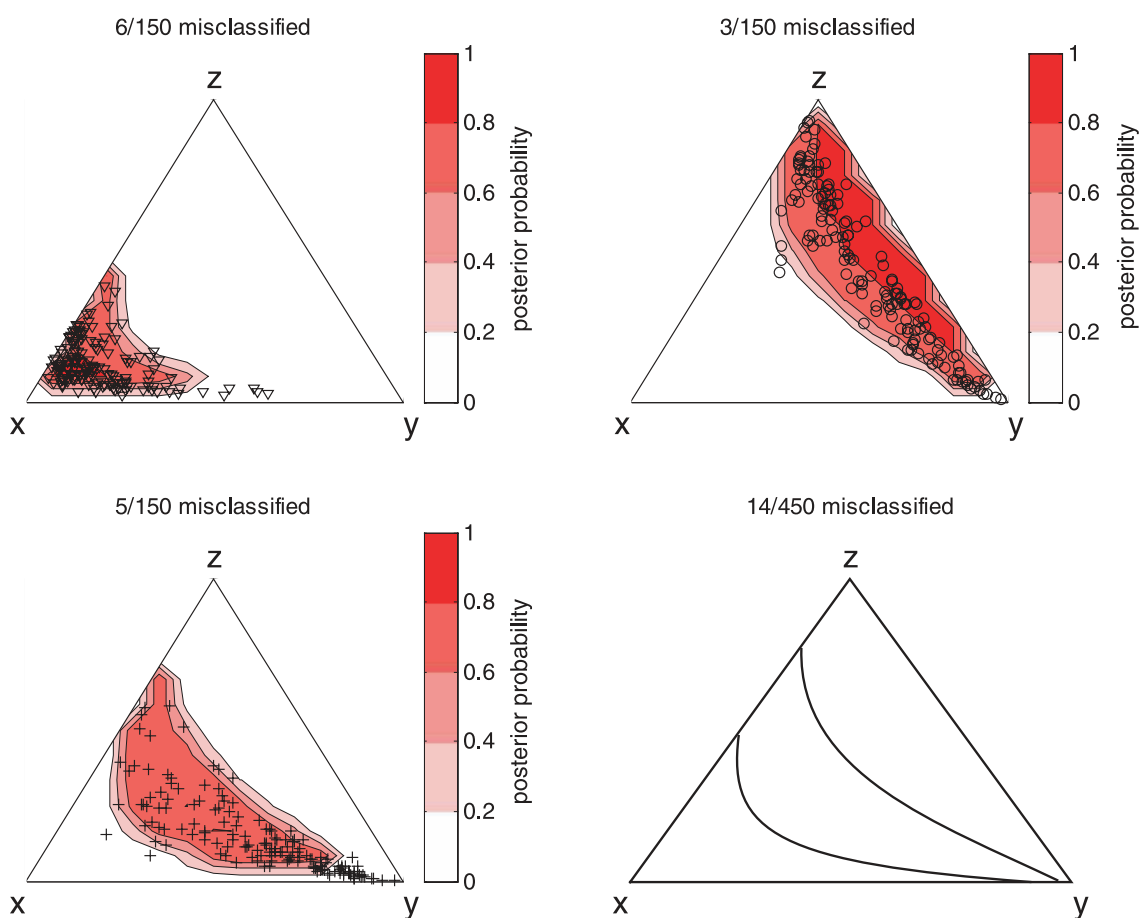 6/150 misclassified
z
x
y
1
0.8
0.6
0.4
0.2
0
posterior probability
3/150 misclassified
z
x
y
1
0.8
0.6
0.4
0.2
0
posterior probability
5/150 misclassified
z
x
y
1
0.8
0.6
0.4
0.2
0
posterior probability
14/450 misclassified
z
x
y